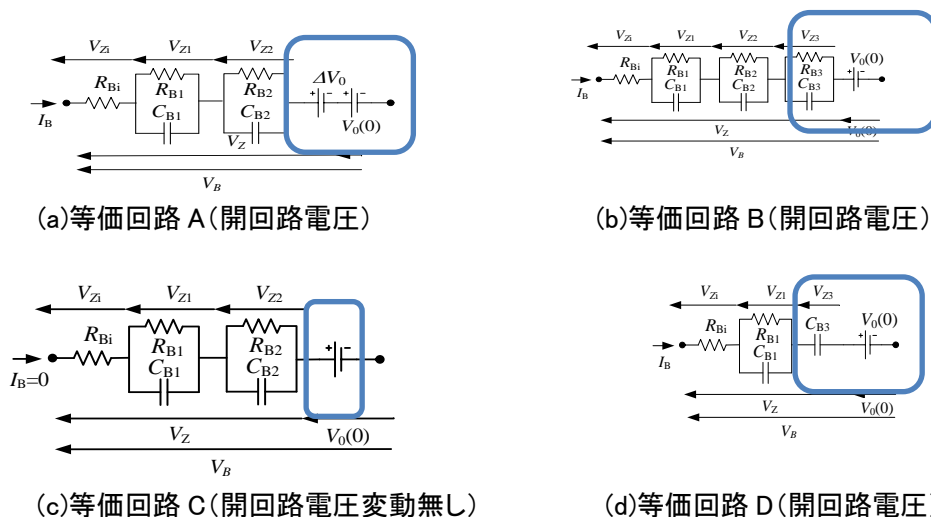 V_Zi V_Z1 V_Z2
R_Bi R_B1 R_B2 ΔV_0
C_B1 C_B2
I_B V_Z V_0(0)
V_B
(a)等価回路 A(開回路電圧)
V_Zi V_Z1 V_Z2 V_Z3
V_0(0)
R_Bi R_B1 R_B2 R_B3
C_B1 C_B2 C_B3
I_B
V_Z V_0(0)
V_B
(b)等価回路 B(開回路電圧)
V_Zi V_Z1 V_Z2
R_Bi R_B1 R_B2
C_B1 C_B2
I_B=0
V_Z V_0(0)
V_B
(c)等価回路 C(開回路電圧変動無し)
V_Zi V_Z1 V_Z3
R_Bi R_B1 C_B3 V_0(0)
C_B1
I_B
V_Z V_0(0)
V_B
(d)等価回路 D(開回路電圧)